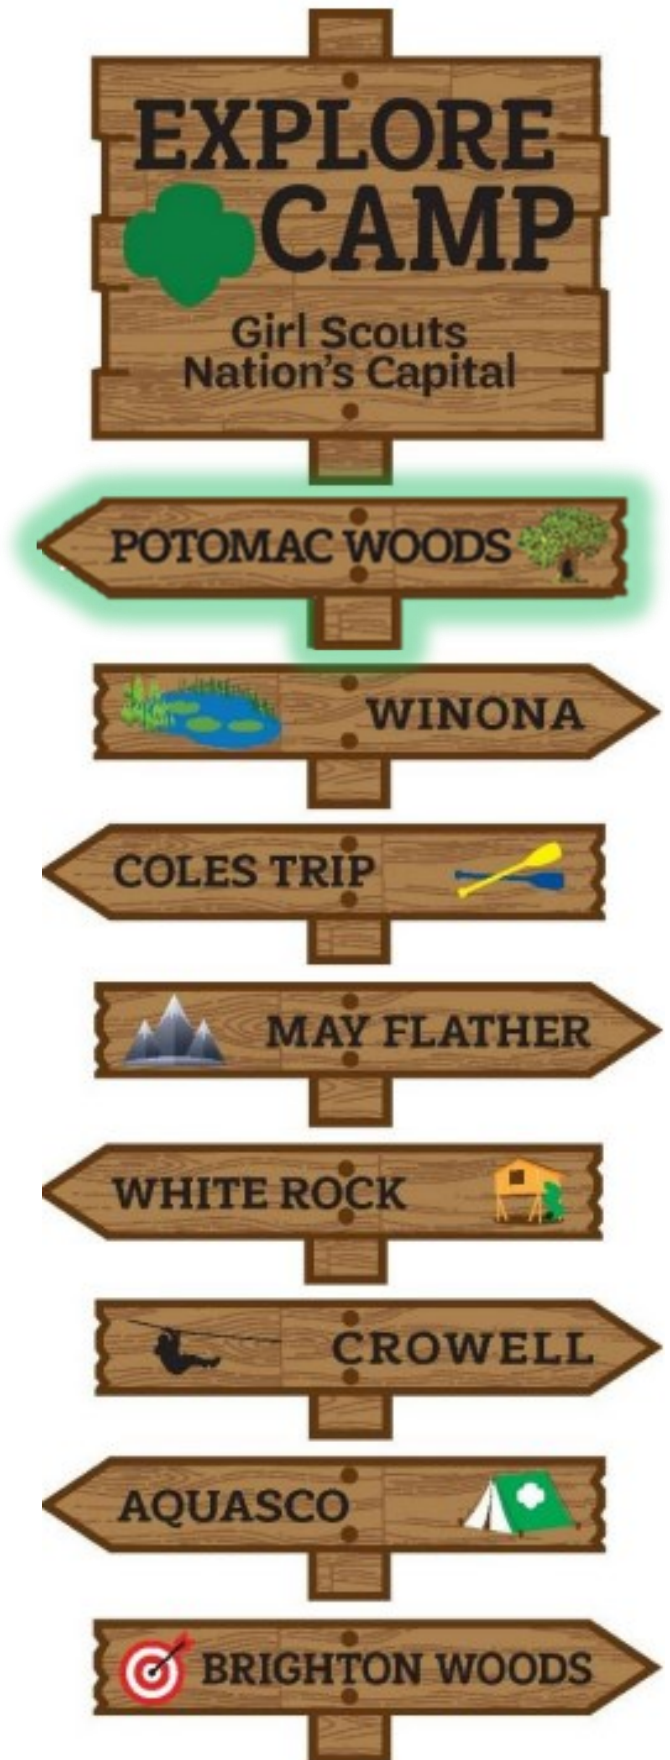 EXPLORE
CAMP
Girl Scouts
Nation's Capital
POTOMAC WOODS
WINONA
COLES TRIP
MAY FLATHER
WHITE ROCK
CROWELL
AQUASCO
BRIGHTON WOODS